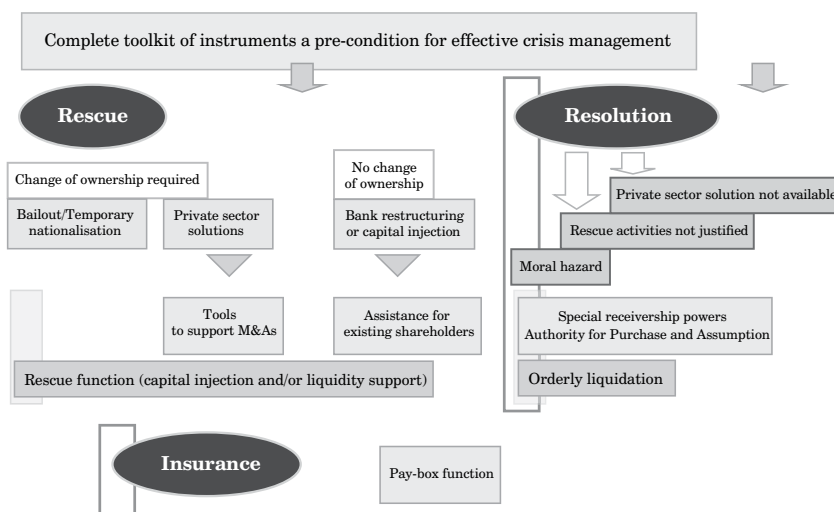 Complete toolkit of instruments a pre-condition for effective crisis management
Rescue
Resolution
Change of ownership required
No change
of ownership
Bailout/Temporary
nationalisation
Private sector
solutions
Bank restructuring
or capital injection
Private sector solution not available
Rescue activities not justified
Moral hazard
Tools
to support M&As
Assistance for
existing shareholders
Special receivership powers
Authority for Purchase and Assumption
Rescue function (capital injection and/or liquidity support)
Orderly liquidation
Insurance
Pay-box function